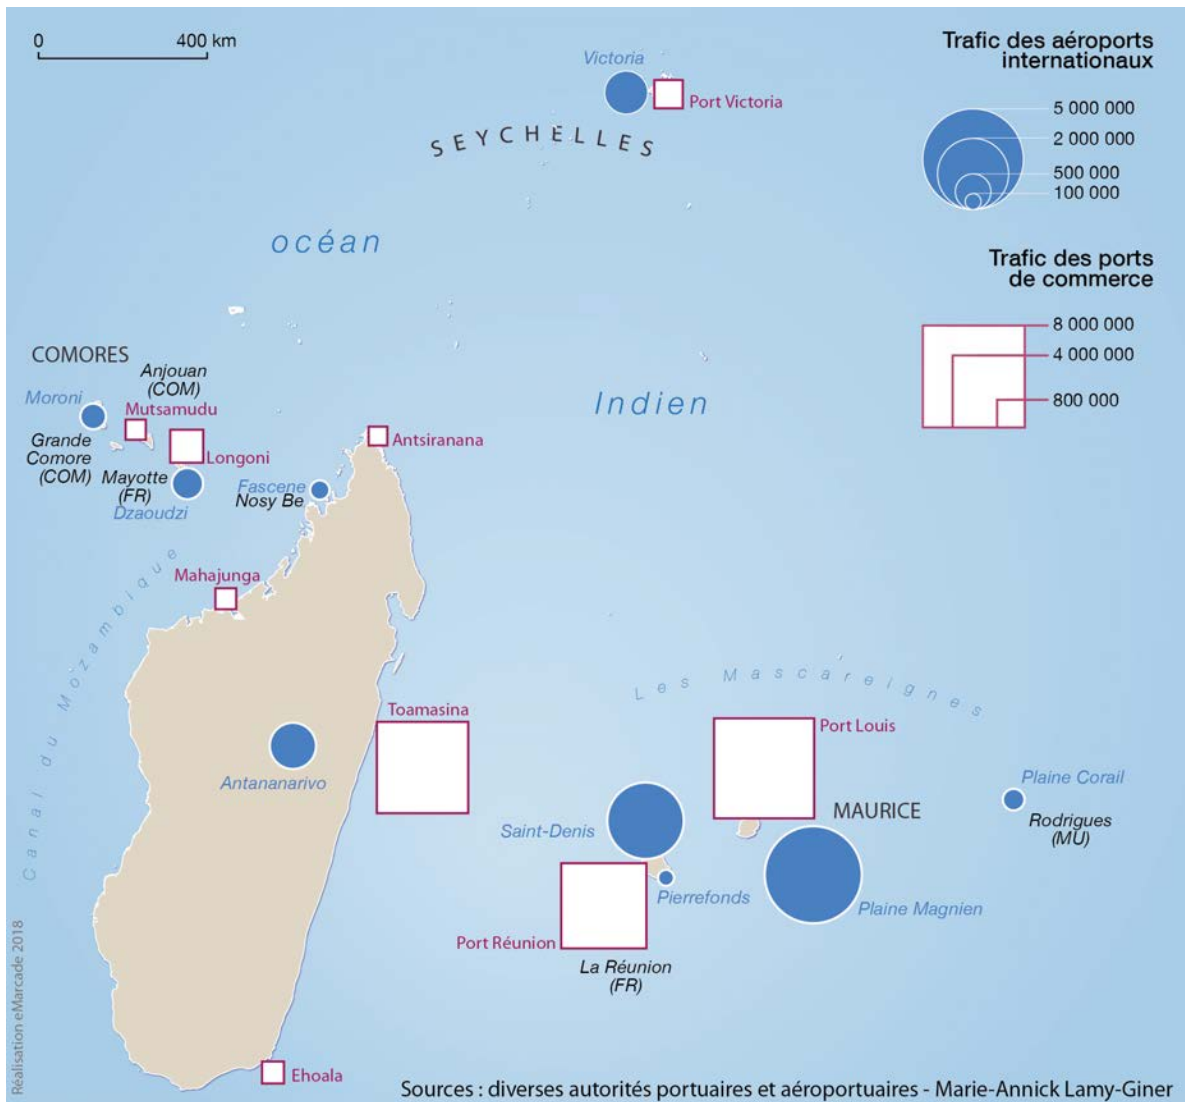 0 400 km
Trafic des aéroports
internationaux
5 000 000
2 000 000
500 000
100 000
Victoria
Port Victoria
SEYCHELLES
océan
Indien
Trafic des ports
de commerce
8 000 000
4 000 000
800 000
COMORES
Anjouan
(COM)
Moroni
Mutsamudu
Grande
Comore
(COM)
Longoni
Mayotte
(FR)
Dzaoudzi
Antsiranana
Fascene
Nosy Be
Canal du Mozambique
Mahajunga
Les Mascareignes
Toamasina
Port Louis
Antananarivo
Plaine Corail
Rodrigues
(MU)
MAURICE
Saint-Denis
Pierrefonds
Plaine Magnien
Port Réunion
La Réunion
(FR)
Ehoala
Réalisation eMarcade 2018
Sources : diverses autorités portuaires et aéroportuaires - Marie-Annick Lamy-Giner